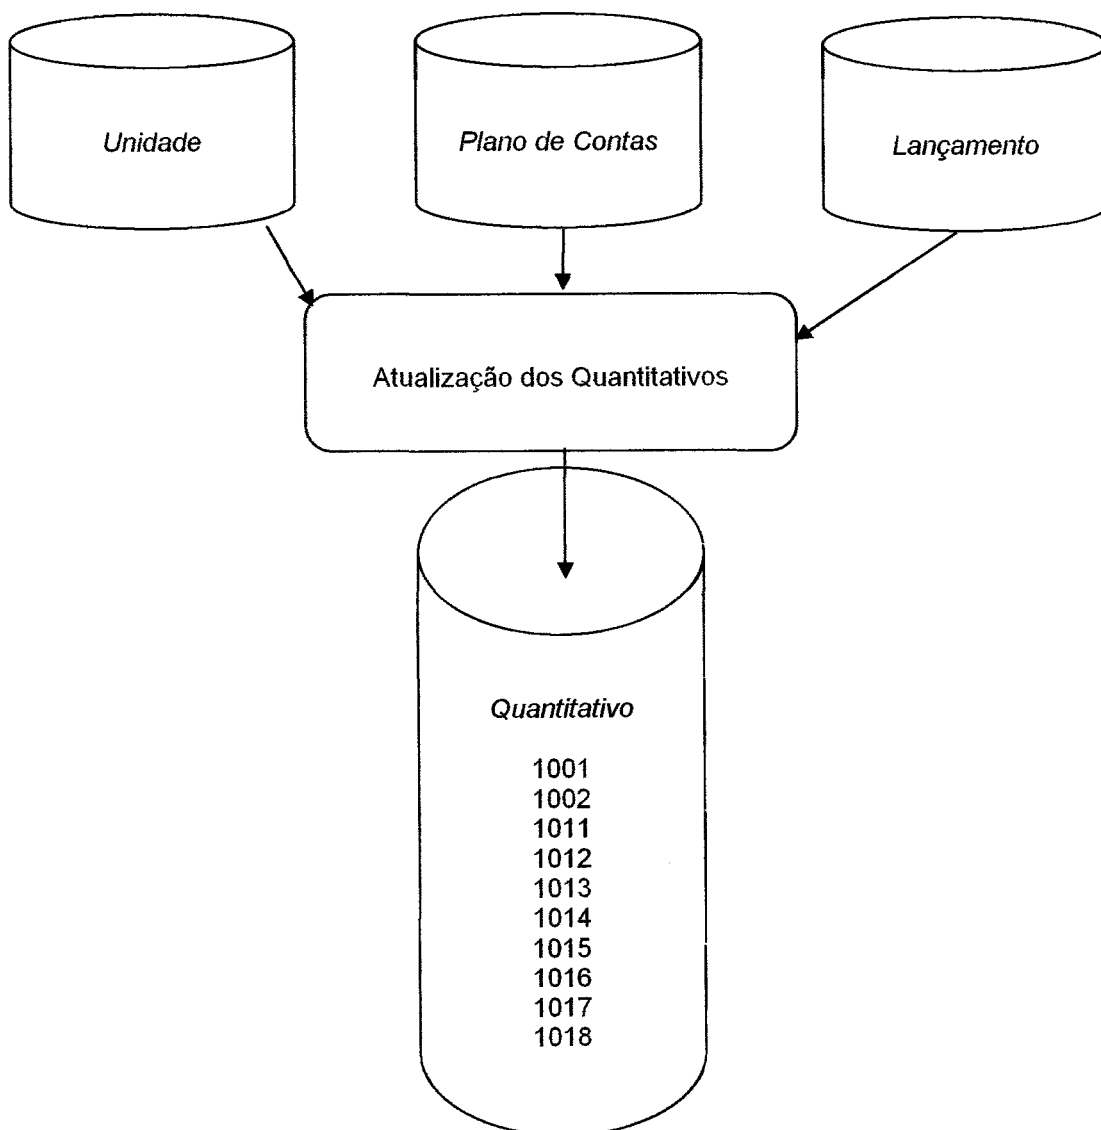 Unidade
Plano de Contas
Lançamento
Atualização dos Quantitativos
Quantitativo
1001
1002
1011
1012
1013
1014
1015
1016
1017
1018